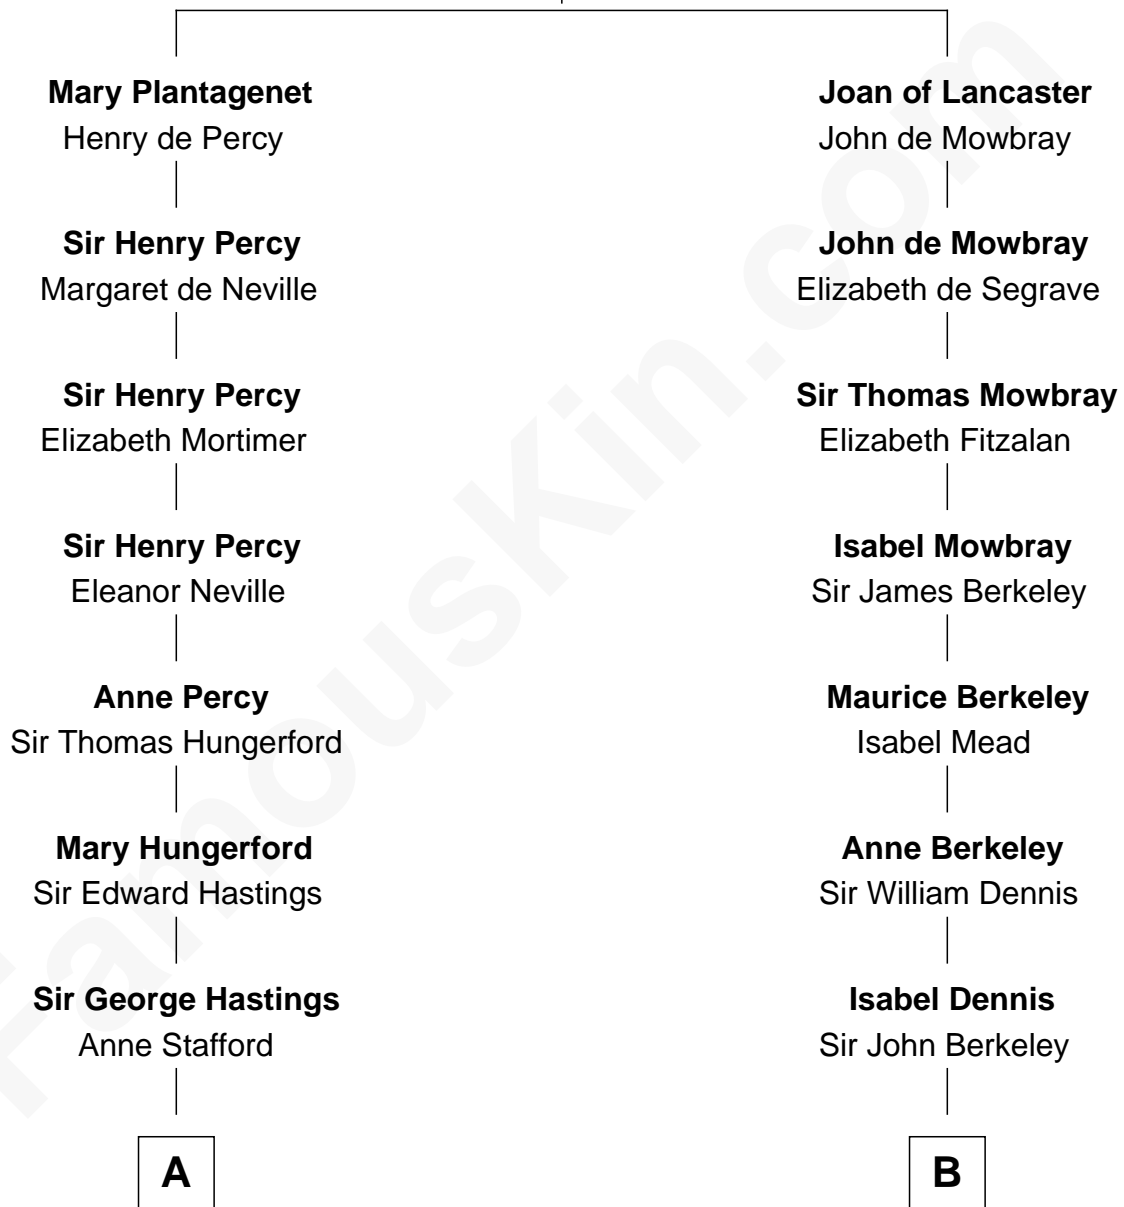 Mary Plantagenet
Henry de Percy
Sir Henry Percy
Margaret de Neville
Sir Henry Percy
Elizabeth Mortimer
Sir Henry Percy
Eleanor Neville
Anne Percy
Sir Thomas Hungerford
Mary Hungerford
Sir Edward Hastings
Sir George Hastings
Anne Stafford
A
Joan of Lancaster
John de Mowbray
John de Mowbray
Elizabeth de Segrave
Sir Thomas Mowbray
Elizabeth Fitzalan
Isabel Mowbray
Sir James Berkeley
Maurice Berkeley
Isabel Mead
Anne Berkeley
Sir William Dennis
Isabel Dennis
Sir John Berkeley
B
FamousKin.com